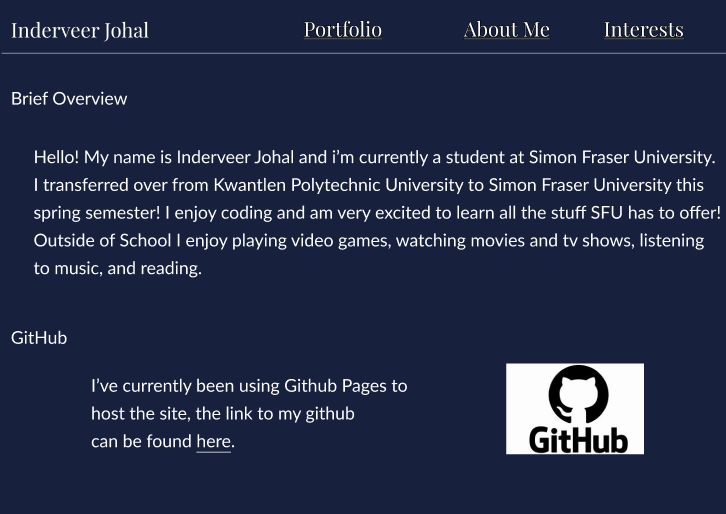 Inderveer Johal Portfolio About Me Interests
Brief Overview
Hello! My name is Inderveer Johal and i'm currently a student at Simon Fraser University.
I transferred over from Kwantlen Polytechnic University to Simon Fraser University this
spring semester! I enjoy coding and am very excited to learn all the stuff SFU has to offer!
Outside of School I enjoy playing video games, watching movies and tv shows, listening
to music, and reading.
GitHub
I've currently been using Github Pages to
host the site, the link to my github
can be found here.
GitHub